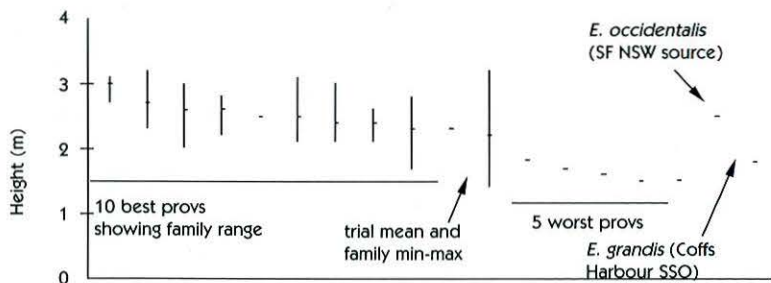 4
3
2
1
0
Height (m)
E. occidentalis
(SF NSW source)
10 best provs
showing family range
trial mean and
family min-max
5 worst provs
E. grandis (Coffs
Harbour SSO)